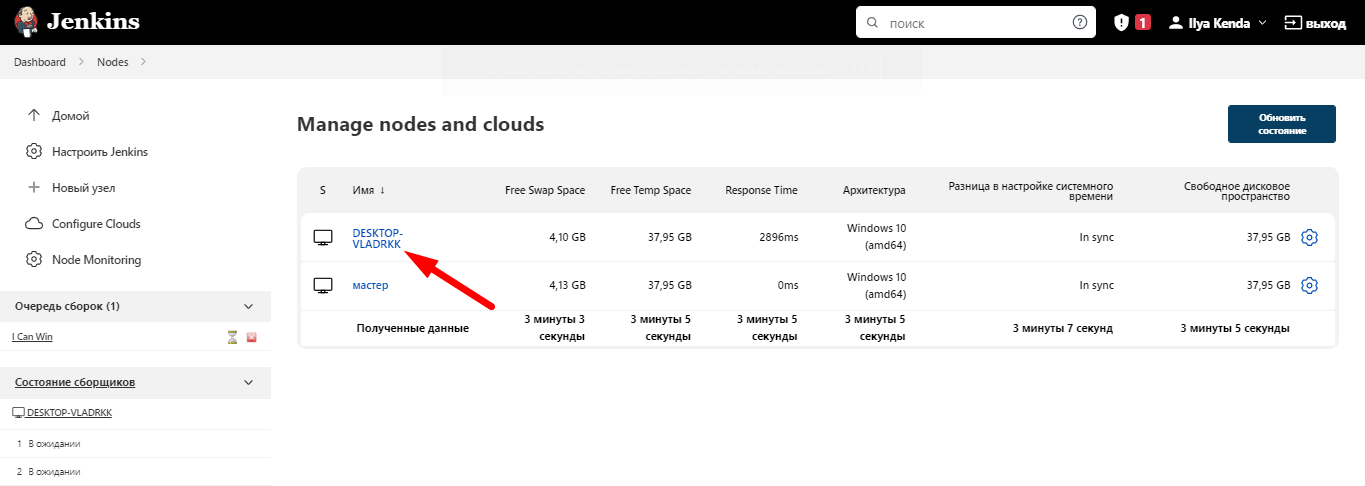 Jenkins
поиск
1
Ilya Kenda
выход
Dashboard
Nodes
Домой
Настроить Jenkins
Новый узел
Configure Clouds
Node Monitoring
Очередь сборок (1)
I Can Win
Состояние сборщиков
DESKTOP-VLADRKK
1 В ожидании
2 В ожидании
Manage nodes and clouds
Обновить
состояние
S Имя ↓ Free Swap Space Free Temp Space Response Time Архитектура Разница в настройке системного времени Свободное дисковое пространство
DESKTOP-VLADRKK 4,10 GB 37,95 GB 2896ms Windows 10 (amd64) In sync 37,95 GB
мастер 4,13 GB 37,95 GB 0ms Windows 10 (amd64) In sync 37,95 GB
Полученные данные 3 минуты 3 секунды 3 минуты 5 секунды 3 минуты 5 секунды 3 минуты 5 секунды 3 минуты 7 секунд 3 минуты 5 секунды